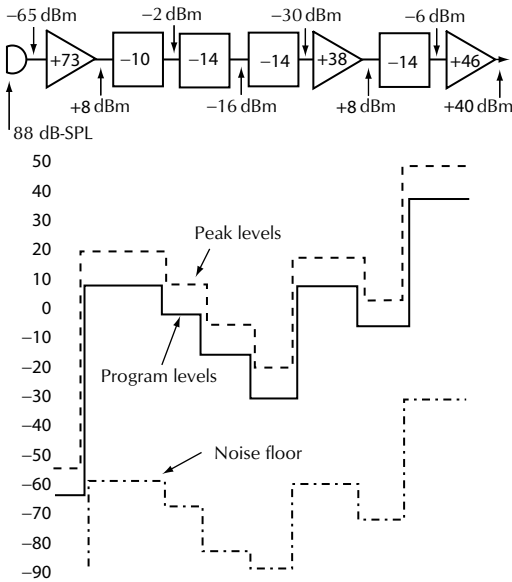 −65 dBm −2 dBm −30 dBm −6 dBm
+73 −10 −14 −14 +38 −14 +46
+8 dBm −16 dBm +8 dBm +40 dBm
88 dB-SPL
50
40
30
20
10
0
−10
−20
−30
−40
−50
−60
−70
−80
−90
Peak levels
Program levels
Noise floor